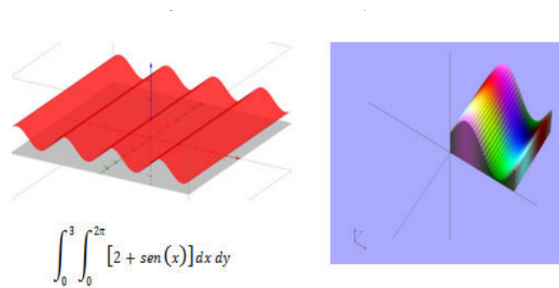 ∫₀³ ∫₀²π [2 + sen(x)] dx dy